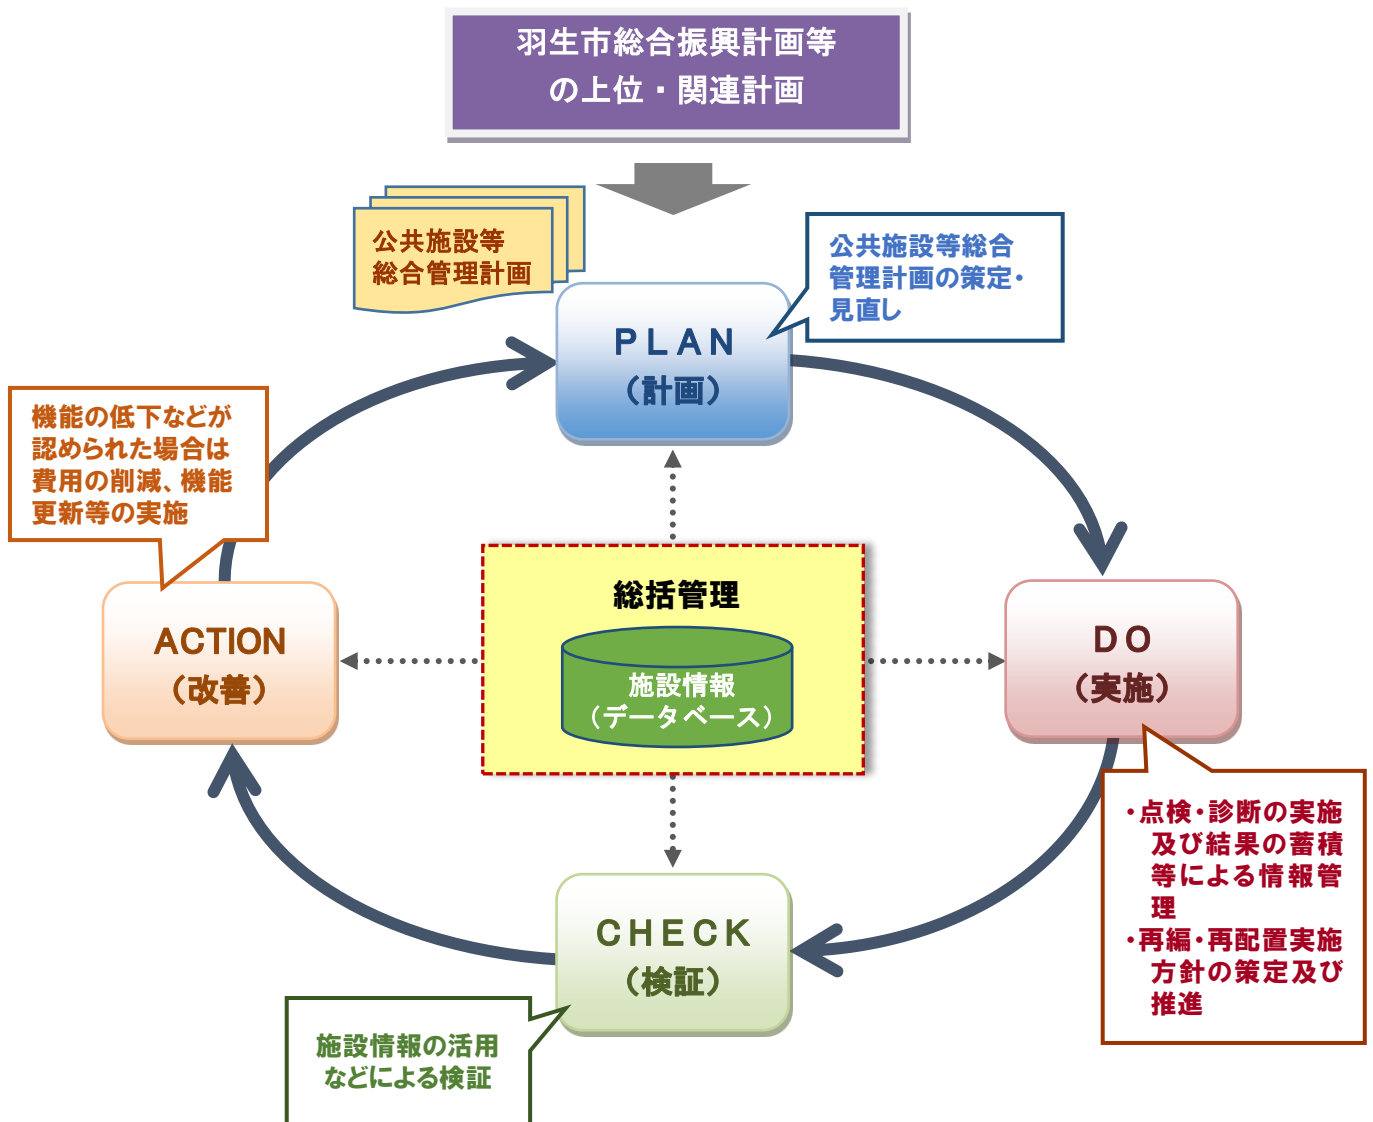 羽生市総合振興計画等
の上位・関連計画
公共施設等
総合管理計画
公共施設等総合
管理計画の策定・
見直し
ＰＬＡＮ
（計画）
機能の低下などが
認められた場合は
費用の削減、機能
更新等の実施
総括管理
施設情報
（データベース）
ACTION
（改善）
ＤＯ
（実施）
・点検・診断の実施
及び結果の蓄積
等による情報管
理
・再編・再配置実施
方針の策定及び
推進
ＣＨＥＣＫ
（検証）
施設情報の活用
などによる検証